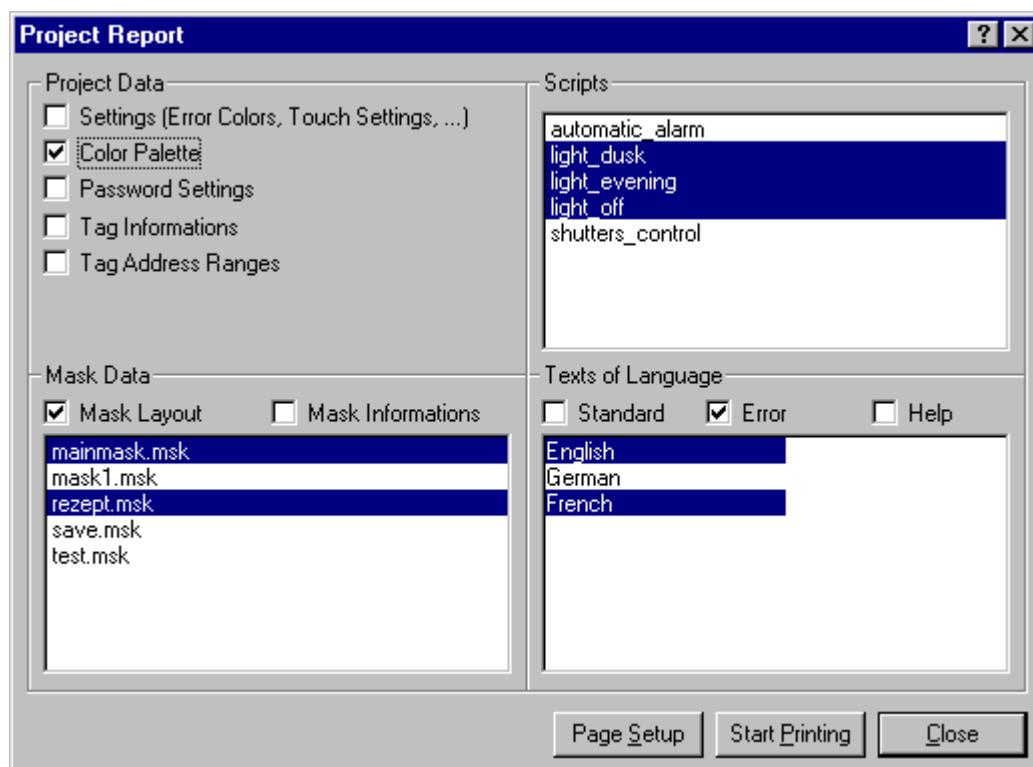 Project Report
Project Data
Settings (Error Colors, Touch Settings, ...)
Color Palette
Password Settings
Tag Informations
Tag Address Ranges
Scripts
automatic_alarm
light_dusk
light_evening
light_off
shutters_control
Mask Data
Mask Layout Mask Informations
mainmask.msk
mask1.msk
rezept.msk
save.msk
test.msk
Texts of Language
Standard Error Help
English
German
French
Page Setup Start Printing Close